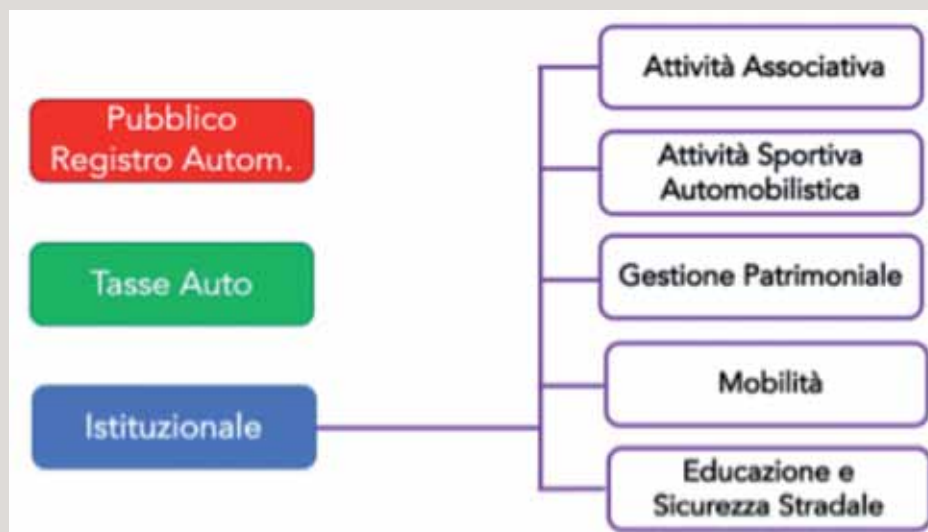 Pubblico
Registro Autom.
Tasse Auto
Istituzionale
Attività Associativa
Attività Sportiva
Automobilistica
Gestione Patrimoniale
Mobilità
Educazione e
Sicurezza Stradale